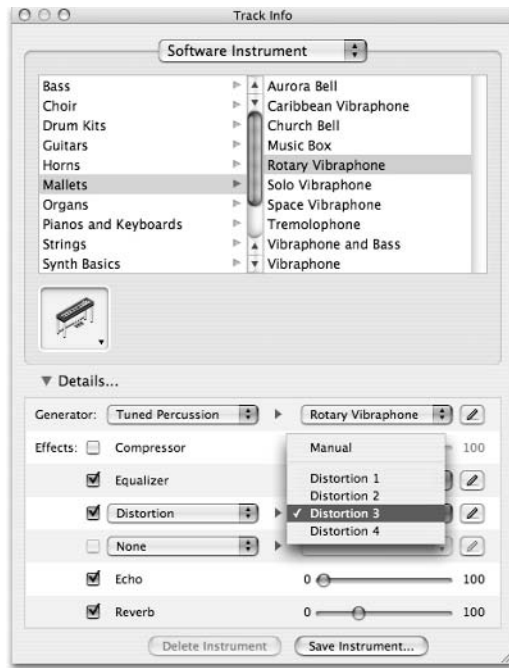 Track Info
Software Instrument
Bass
Choir
Drum Kits
Guitars
Horns
Mallets
Organs
Pianos and Keyboards
Strings
Synth Basics
Aurora Bell
Caribbean Vibraphone
Church Bell
Music Box
Rotary Vibraphone
Solo Vibraphone
Space Vibraphone
Tremolophone
Vibraphone and Bass
Vibraphone
Details...
Generator: Tuned Percussion Rotary Vibraphone
Effects: Compressor 100
Manual
Equalizer
Distortion 1
Distortion 2
Distortion ✓ Distortion 3
Distortion 4
None
Echo 0 100
Reverb 0 100
Delete Instrument Save Instrument...